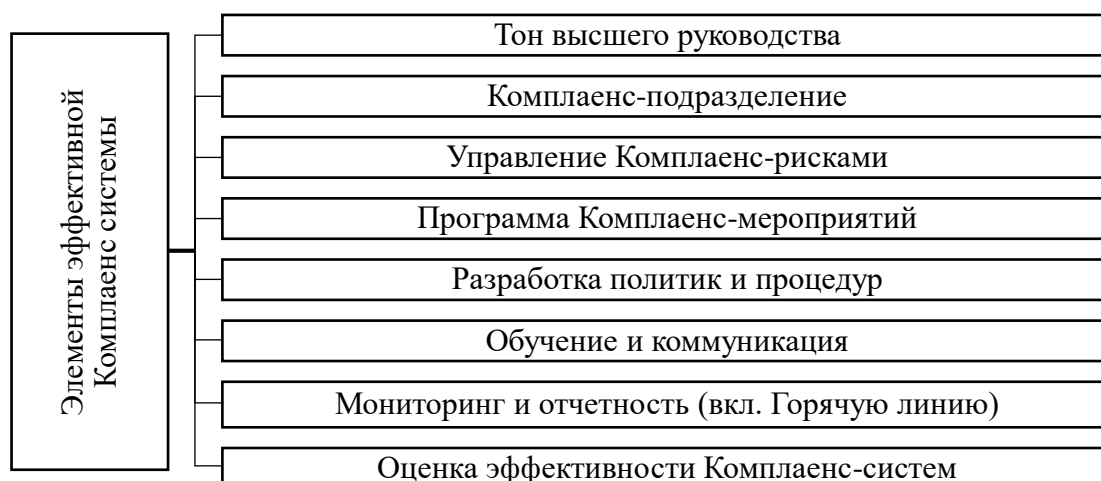 Элементы эффективной
Комплаенс системы
Тон высшего руководства
Комплаенс-подразделение
Управление Комплаенс-рисками
Программа Комплаенс-мероприятий
Разработка политик и процедур
Обучение и коммуникация
Мониторинг и отчетность (вкл. Горячую линию)
Оценка эффективности Комплаенс-систем